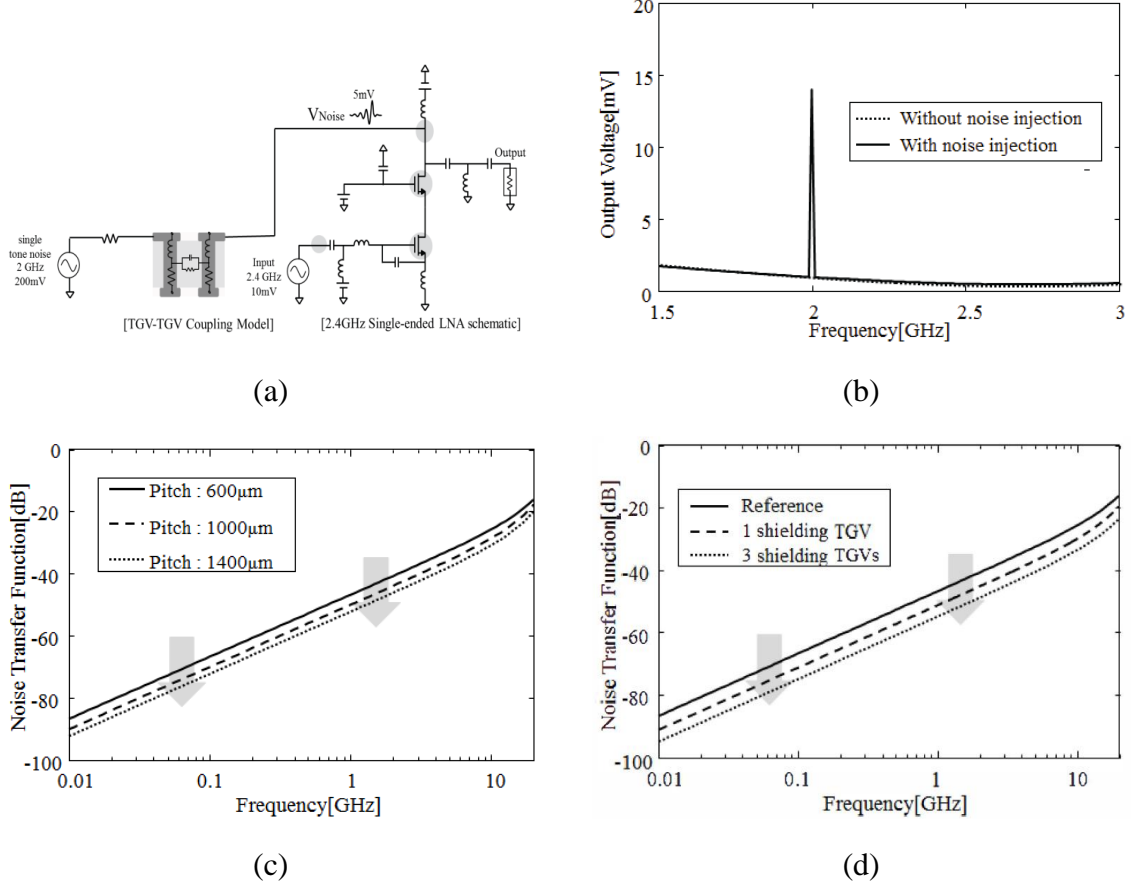 5mV
VNoise
Output
single
tone noise
2 GHz
200mV
Input
2.4 GHz
10mV
[TGV-TGV Coupling Model]
[2.4GHz Single-ended LNA schematic]
(a)
Output Voltage[mV]
20
15
10
5
0
Without noise injection
With noise injection
1.5
2
2.5
3
Frequency[GHz]
(b)
Noise Transfer Function[dB]
0
-20
-40
-60
-80
-100
Pitch : 600µm
Pitch : 1000µm
Pitch : 1400µm
0.01
0.1
1
10
Frequency[GHz]
(c)
Noise Transfer Function[dB]
0
-20
-40
-60
-80
-100
Reference
1 shielding TGV
3 shielding TGVs
0.01
0.1
1
10
Frequency[GHz]
(d)